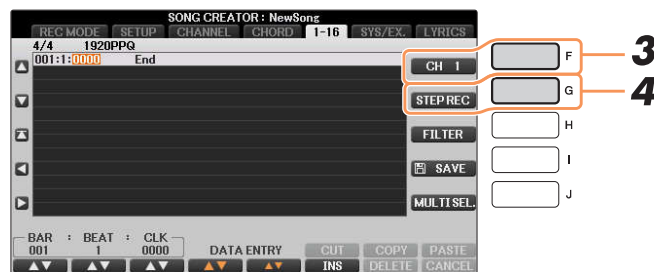 SONG CREATOR : NewSong
REC MODE SETUP CHANNEL CHORD 1-16 SYS/EX. LYRICS
4/4 1920PPQ
001:1:0000 End
CH 1
F
3
STEP REC
G
4
FILTER
H
SAVE
I
MULTI SEL.
J
BAR : BEAT : CLK
001 1 0000 DATA ENTRY CUT COPY PASTE
INS DELETE CANCEL